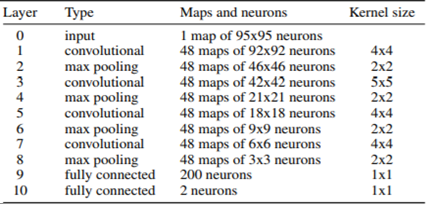 Layer Type Maps and neurons Kernel size
0 input 1 map of 95x95 neurons
1 convolutional 48 maps of 92x92 neurons 4x4
2 max pooling 48 maps of 46x46 neurons 2x2
3 convolutional 48 maps of 42x42 neurons 5x5
4 max pooling 48 maps of 21x21 neurons 2x2
5 convolutional 48 maps of 18x18 neurons 4x4
6 max pooling 48 maps of 9x9 neurons 2x2
7 convolutional 48 maps of 6x6 neurons 4x4
8 max pooling 48 maps of 3x3 neurons 2x2
9 fully connected 200 neurons 1x1
10 fully connected 2 neurons 1x1